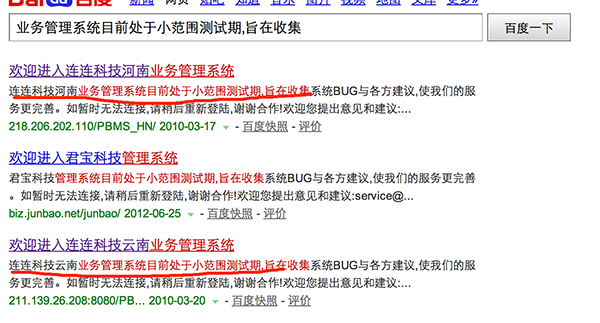 Bai 百度 新闻 网页 贴吧 知道 音乐 图片 视频 地图 文库 更多»
业务管理系统目前处于小范围测试期,旨在收集 百度一下
欢迎进入连连科技河南业务管理系统
连连科技河南业务管理系统目前处于小范围测试期,旨在收集系统BUG与各方建议,使我们的服
务更完善。如暂时无法连接,请稍后重新登陆,谢谢合作!欢迎您提出意见和建议:...
218.206.202.110/PBMS_HN/ 2010-03-17 - 百度快照 - 评价
欢迎进入君宝科技管理系统
君宝科技管理系统目前处于小范围测试期,旨在收集系统BUG与各方建议,使我们的服务更完善
。如暂时无法连接,请稍后重新登陆,谢谢合作!欢迎您提出意见和建议:service@...
biz.junbao.net/junbao/ 2012-06-25 - 百度快照 - 评价
欢迎进入连连科技云南业务管理系统
连连科技云南业务管理系统目前处于小范围测试期,旨在收集系统BUG与各方建议,使我们的服
务更完善。如暂时无法连接,请稍后重新登陆,谢谢合作!欢迎您提出意见和建议:...
211.139.26.208:8080/PB... 2010-03-20 - 百度快照 - 评价